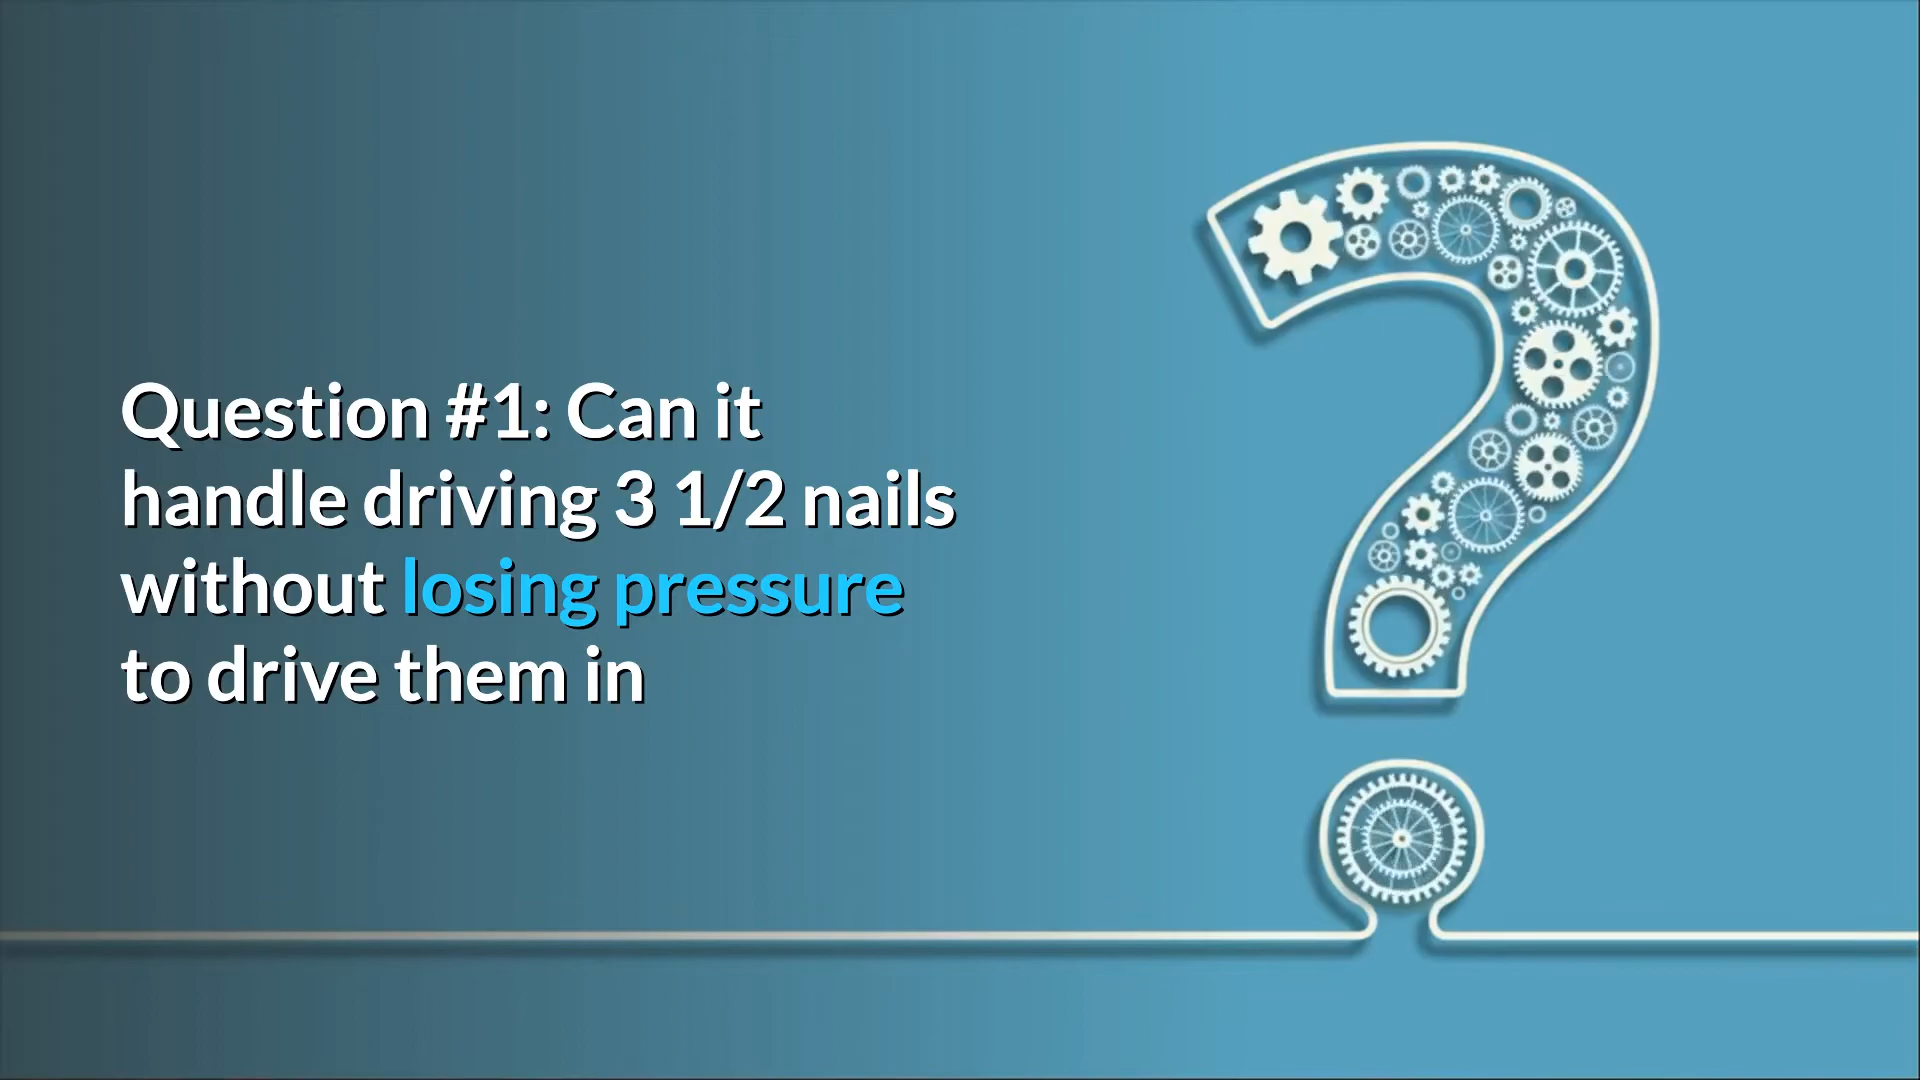 Question #1: Can it
handle driving 3 1/2 nails
without losing pressure
to drive them in